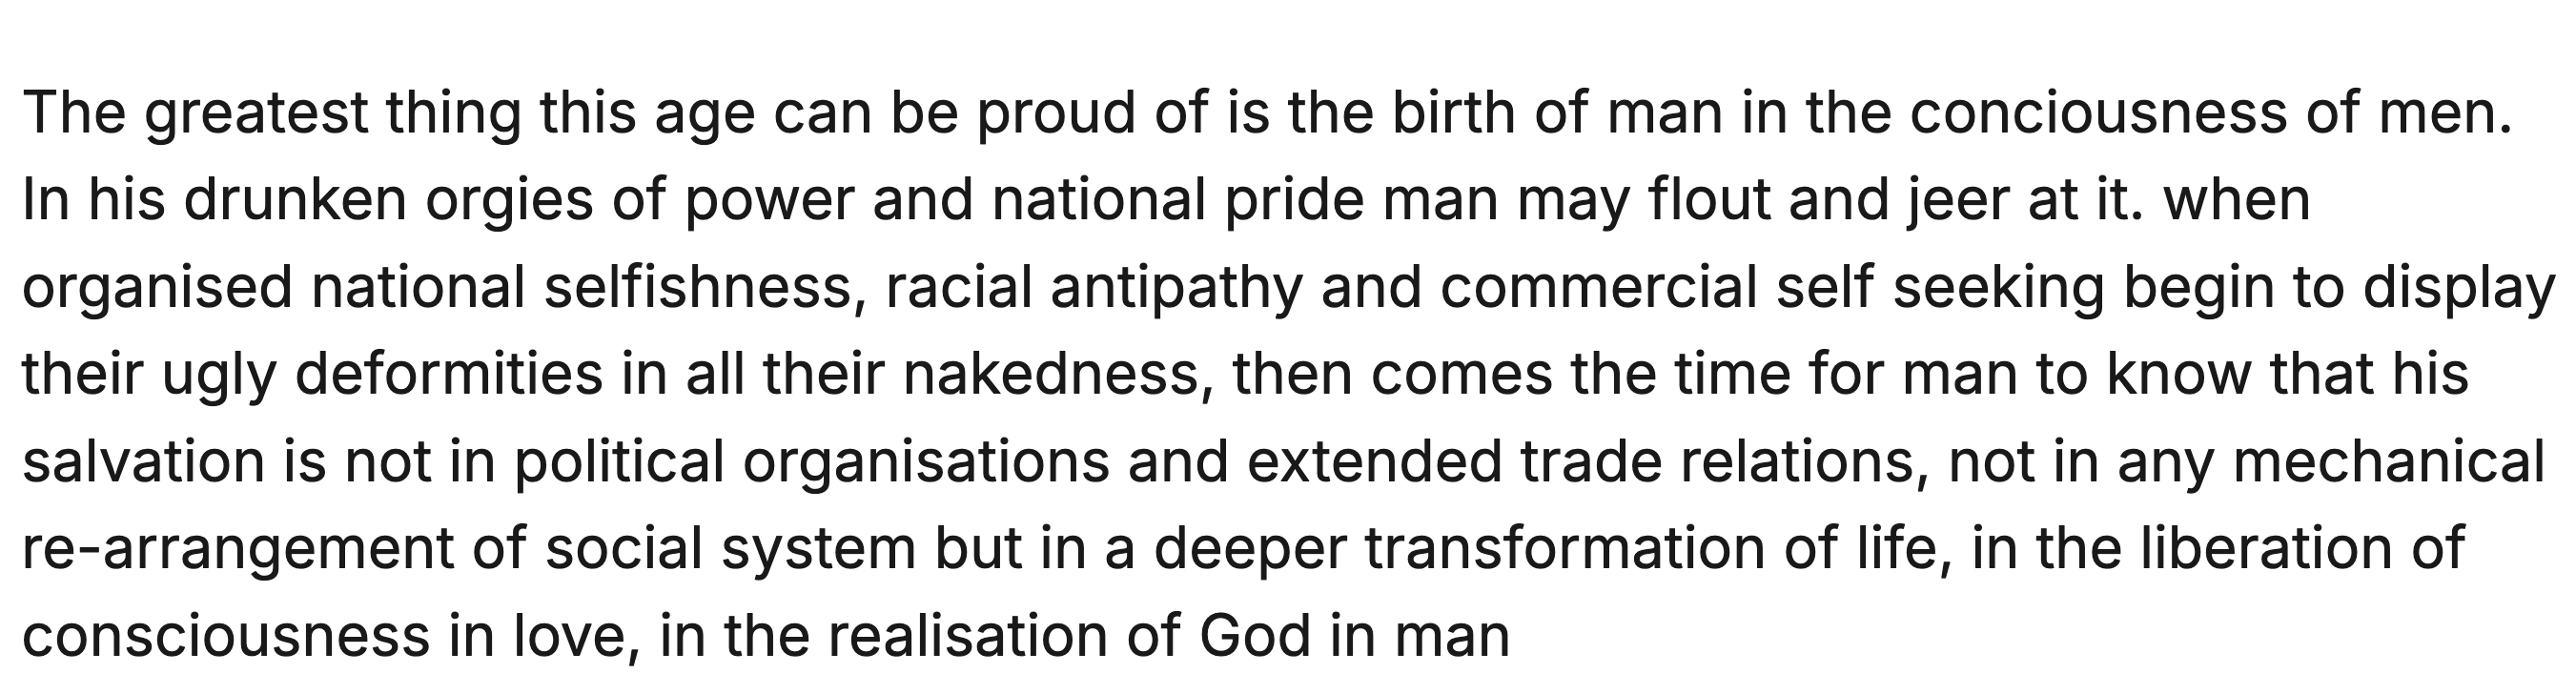 The greatest thing this age can be proud of is the birth of man in the conciousness of men.
In his drunken orgies of power and national pride man may flout and jeer at it. when
organised national selfishness, racial antipathy and commercial self seeking begin to display
their ugly deformities in all their nakedness, then comes the time for man to know that his
salvation is not in political organisations and extended trade relations, not in any mechanical
re-arrangement of social system but in a deeper transformation of life, in the liberation of
consciousness in love, in the realisation of God in man